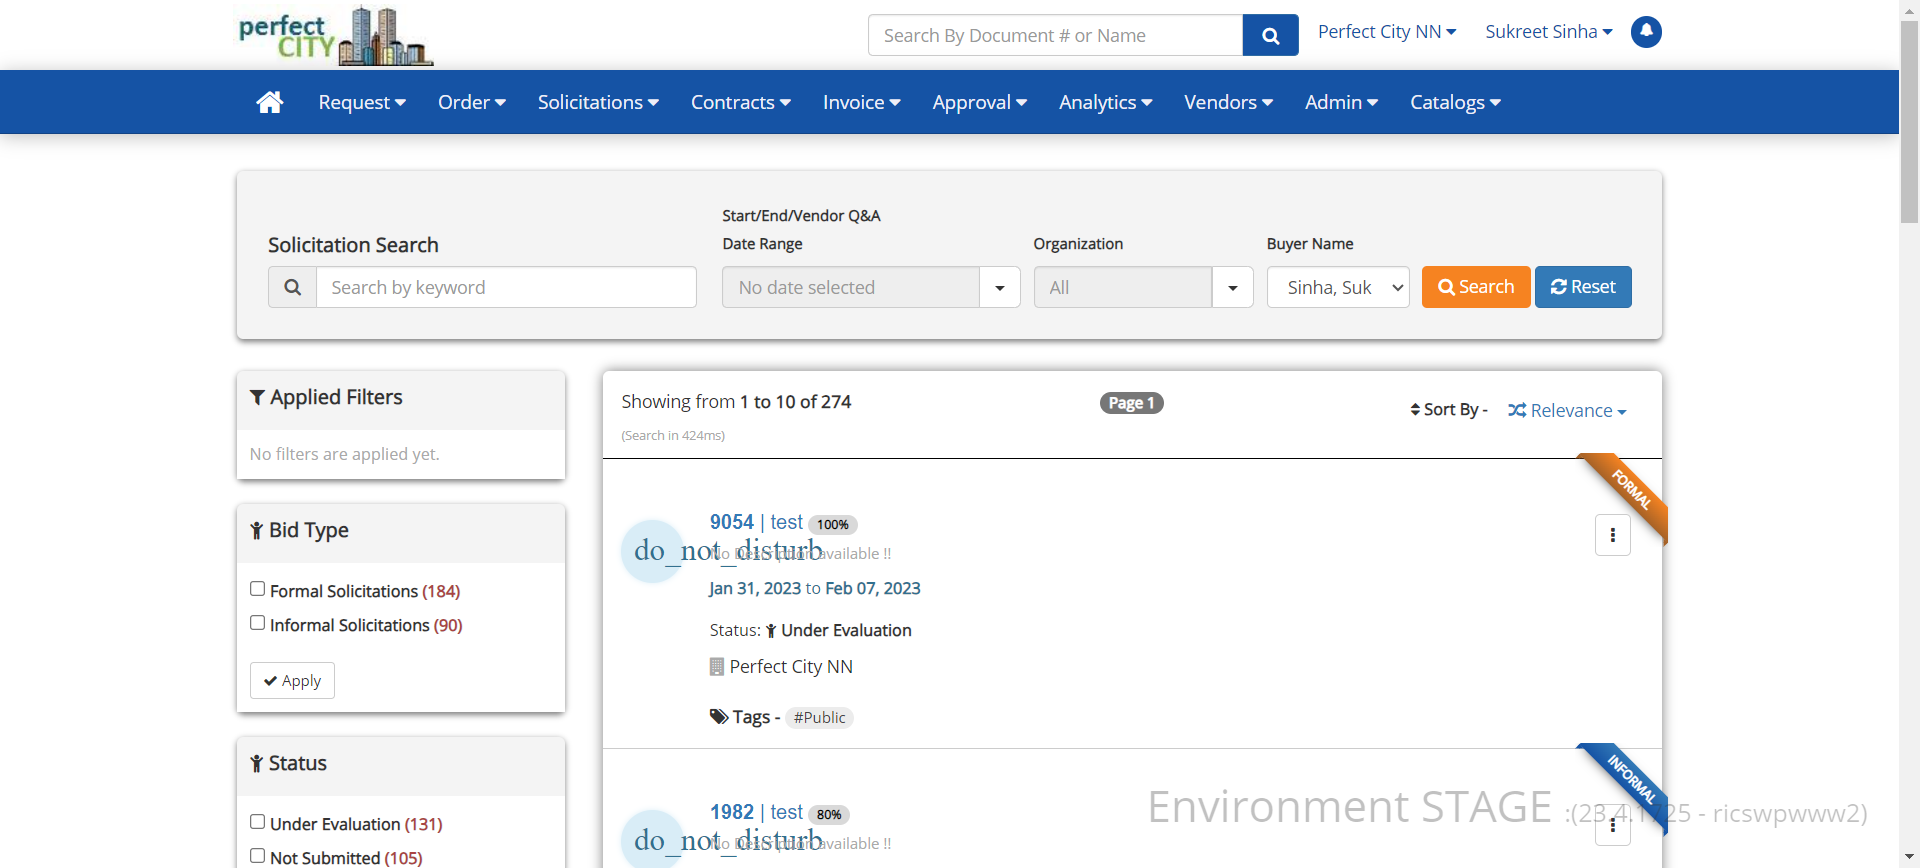 perfect
CITY
Search By Document # or Name
Perfect City NN
Sukreet Sinha
Request
Order
Solicitations
Contracts
Invoice
Approval
Analytics
Vendors
Admin
Catalogs
Solicitation Search
Search by keyword
Start/End/Vendor Q&A
Date Range
No date selected
Organization
All
Buyer Name
Sinha, Suk
Search
Reset
Applied Filters
No filters are applied yet.
Bid Type
Formal Solicitations (184)
Informal Solicitations (90)
Apply
Status
Under Evaluation (131)
Not Submitted (105)
Showing from 1 to 10 of 274
(Search in 424ms)
Page 1
Sort By -
Relevance
FORMAL
9054 | test 100%
do_not_disturb
No Description available !!
Jan 31, 2023 to Feb 07, 2023
Status: Under Evaluation
Perfect City NN
Tags - #Public
INFORMAL
1982 | test 80%
do_not_disturb
No Description available !!
Environment STAGE :(23.4.1725 - ricswpwww2)